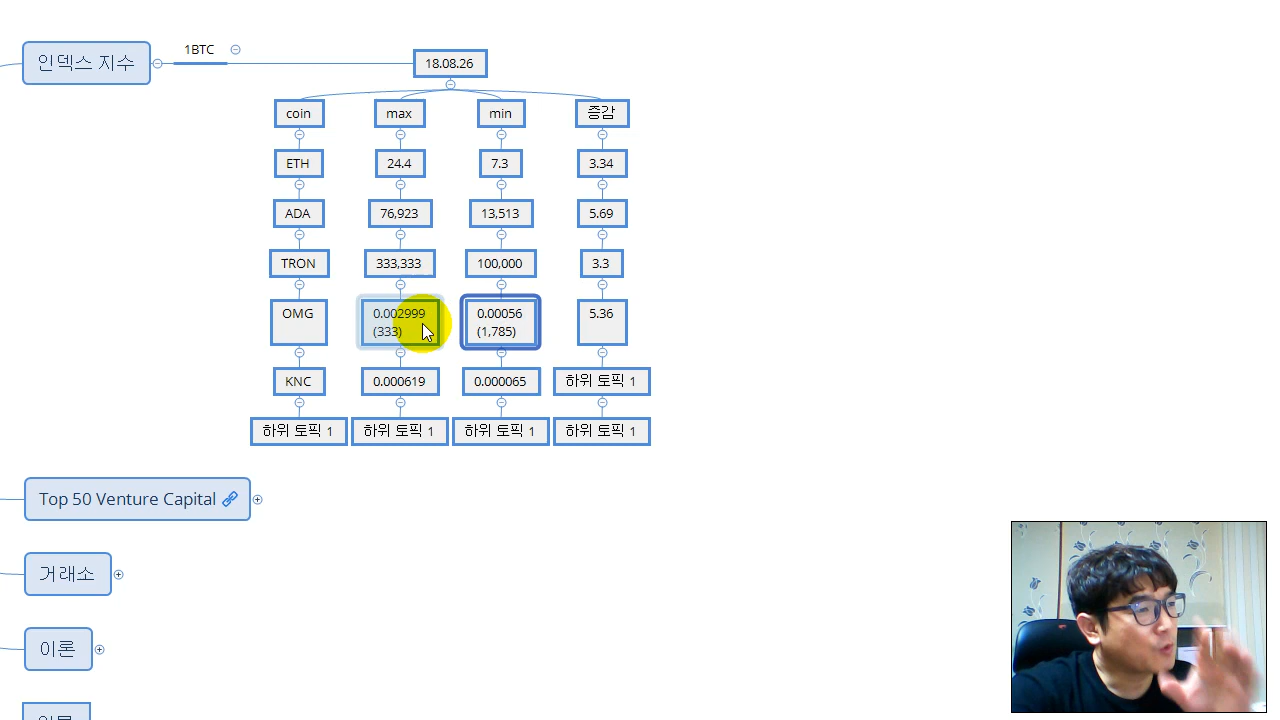 인덱스 지수
1BTC
18.08.26
coin
max
min
증감
ETH
24.4
7.3
3.34
ADA
76,923
13,513
5.69
TRON
333,333
100,000
3.3
OMG
0.002999
(333)
0.00056
(1,785)
5.36
KNC
0.000619
0.000065
하위 토픽 1
하위 토픽 1
하위 토픽 1
하위 토픽 1
하위 토픽 1
Top 50 Venture Capital
거래소
이론